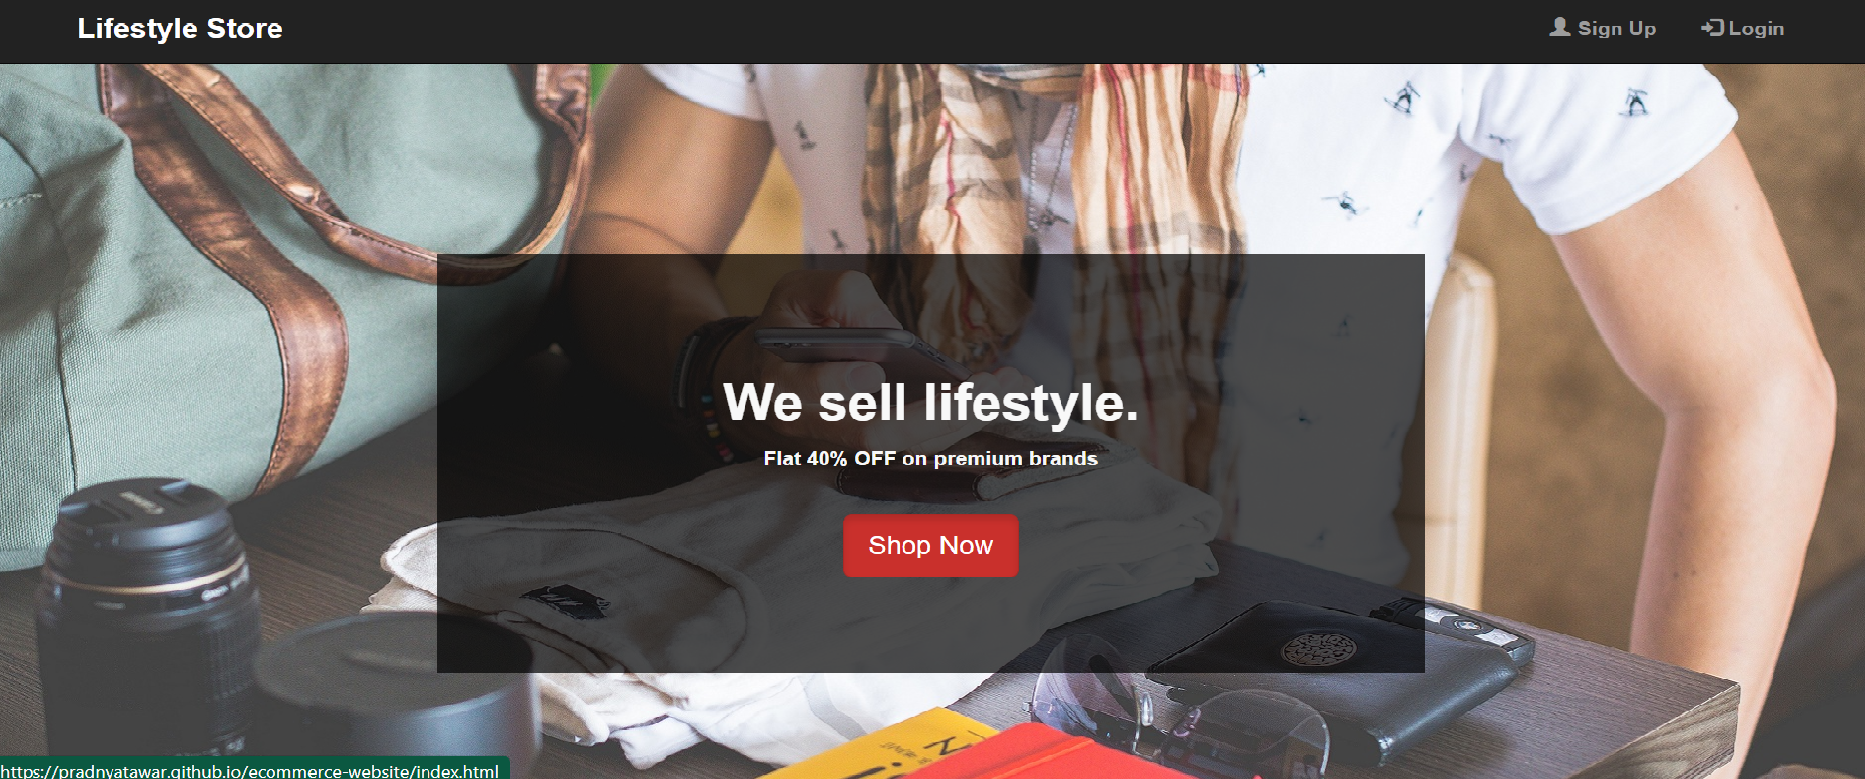 Lifestyle Store
Sign Up
Login
We sell lifestyle.
Flat 40% OFF on premium brands
Shop Now
https://pradnyatawar.github.io/ecommerce-website/index.html